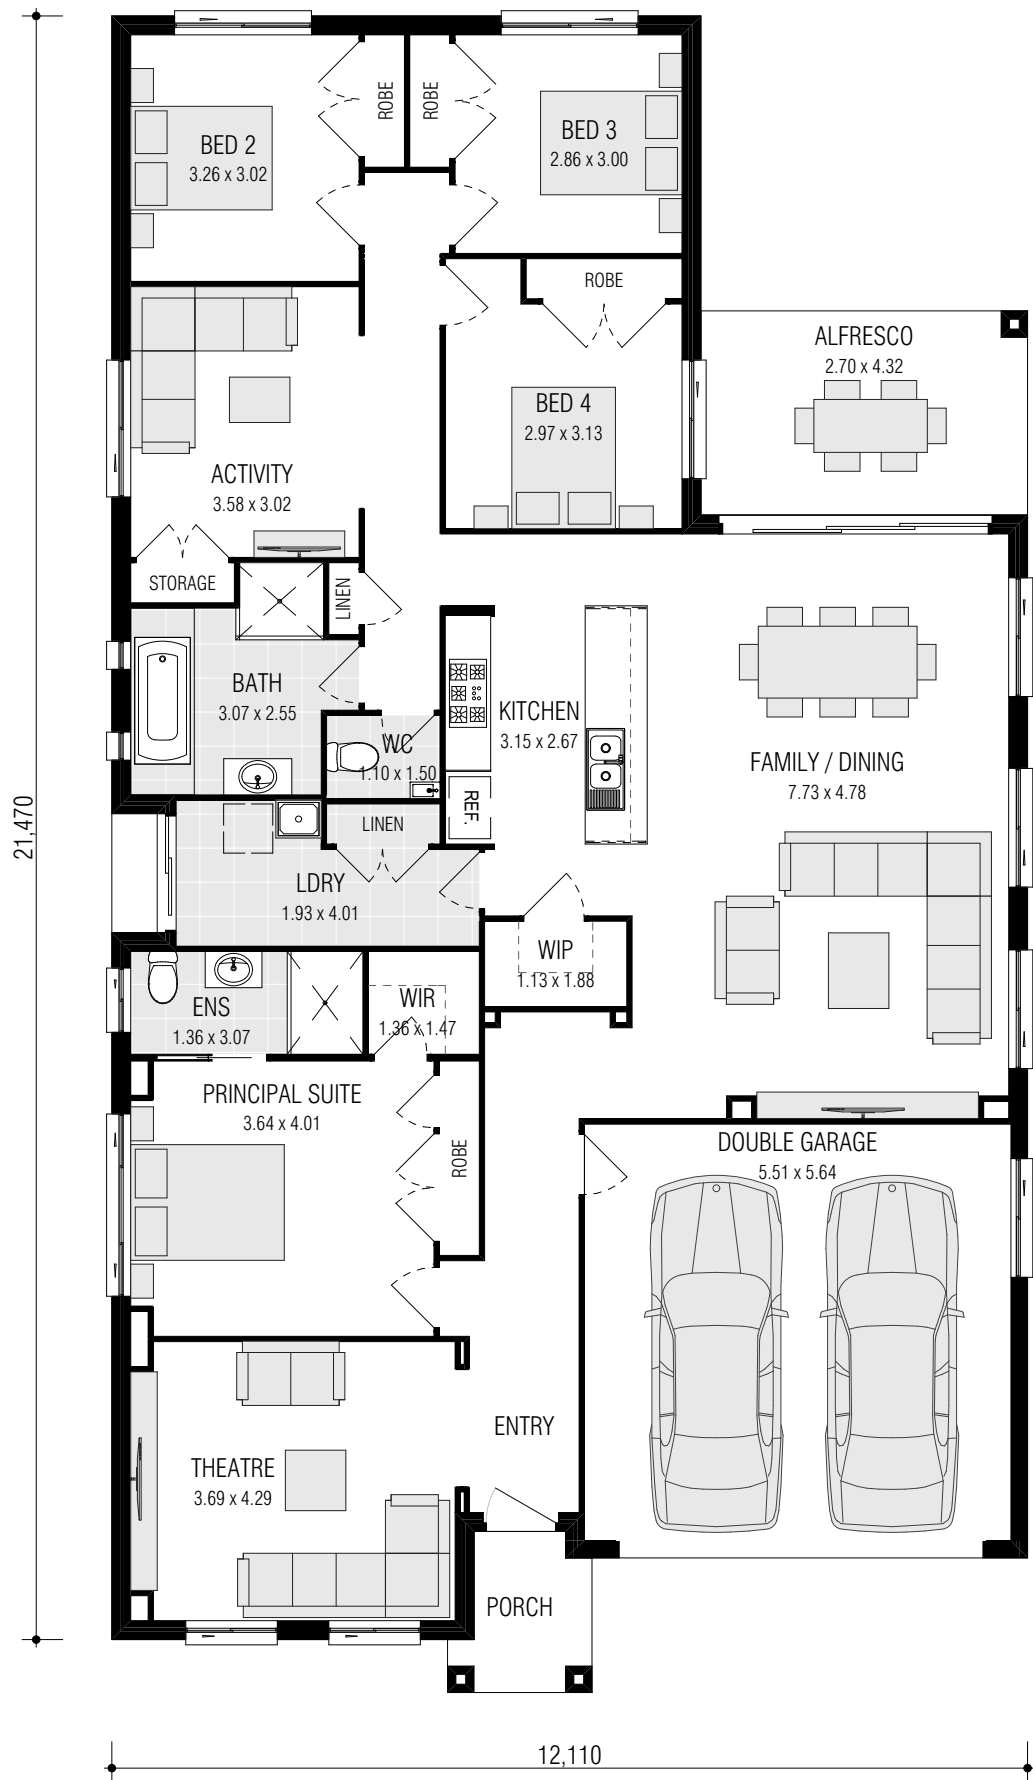 ROBE
ROBE
BED 2
3.26 x 3.02
BED 3
2.86 x 3.00
ROBE
ALFRESCO
2.70 x 4.32
BED 4
2.97 x 3.13
ACTIVITY
3.58 x 3.02
STORAGE
LINEN
BATH
3.07 x 2.55
KITCHEN
3.15 x 2.67
WC
1.10 x 1.50
FAMILY / DINING
7.73 x 4.78
REF.
21,470
LINEN
LDRY
1.93 x 4.01
WIP
1.13 x 1.88
ENS
1.36 x 3.07
WIR
1.36 x 1.47
PRINCIPAL SUITE
3.64 x 4.01
ROBE
DOUBLE GARAGE
5.51 x 5.64
ENTRY
THEATRE
3.69 x 4.29
PORCH
12,110